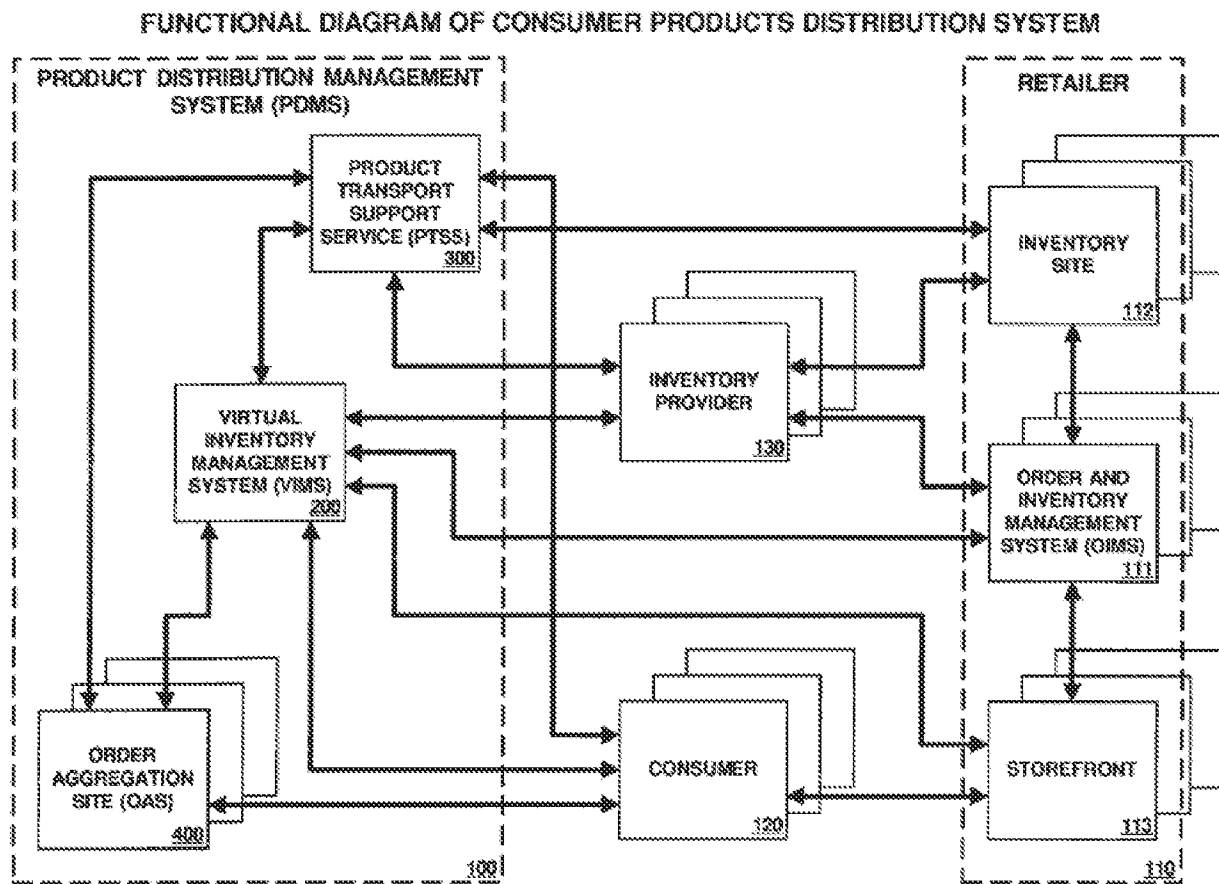 FUNCTIONAL DIAGRAM OF CONSUMER PRODUCTS DISTRIBUTION SYSTEM
PRODUCT DISTRIBUTION MANAGEMENT
SYSTEM (PDMS)
RETAILER
PRODUCT
TRANSPORT
SUPPORT
SERVICE (PTSS)
300
INVENTORY
SITE
112
INVENTORY
PROVIDER
130
VIRTUAL
INVENTORY
MANAGEMENT
SYSTEM (VIMS)
200
ORDER AND
INVENTORY
MANAGEMENT
SYSTEM (OIMS)
111
ORDER
AGGREGATION
SITE (OAS)
400
CONSUMER
120
STOREFRONT
113
100
110